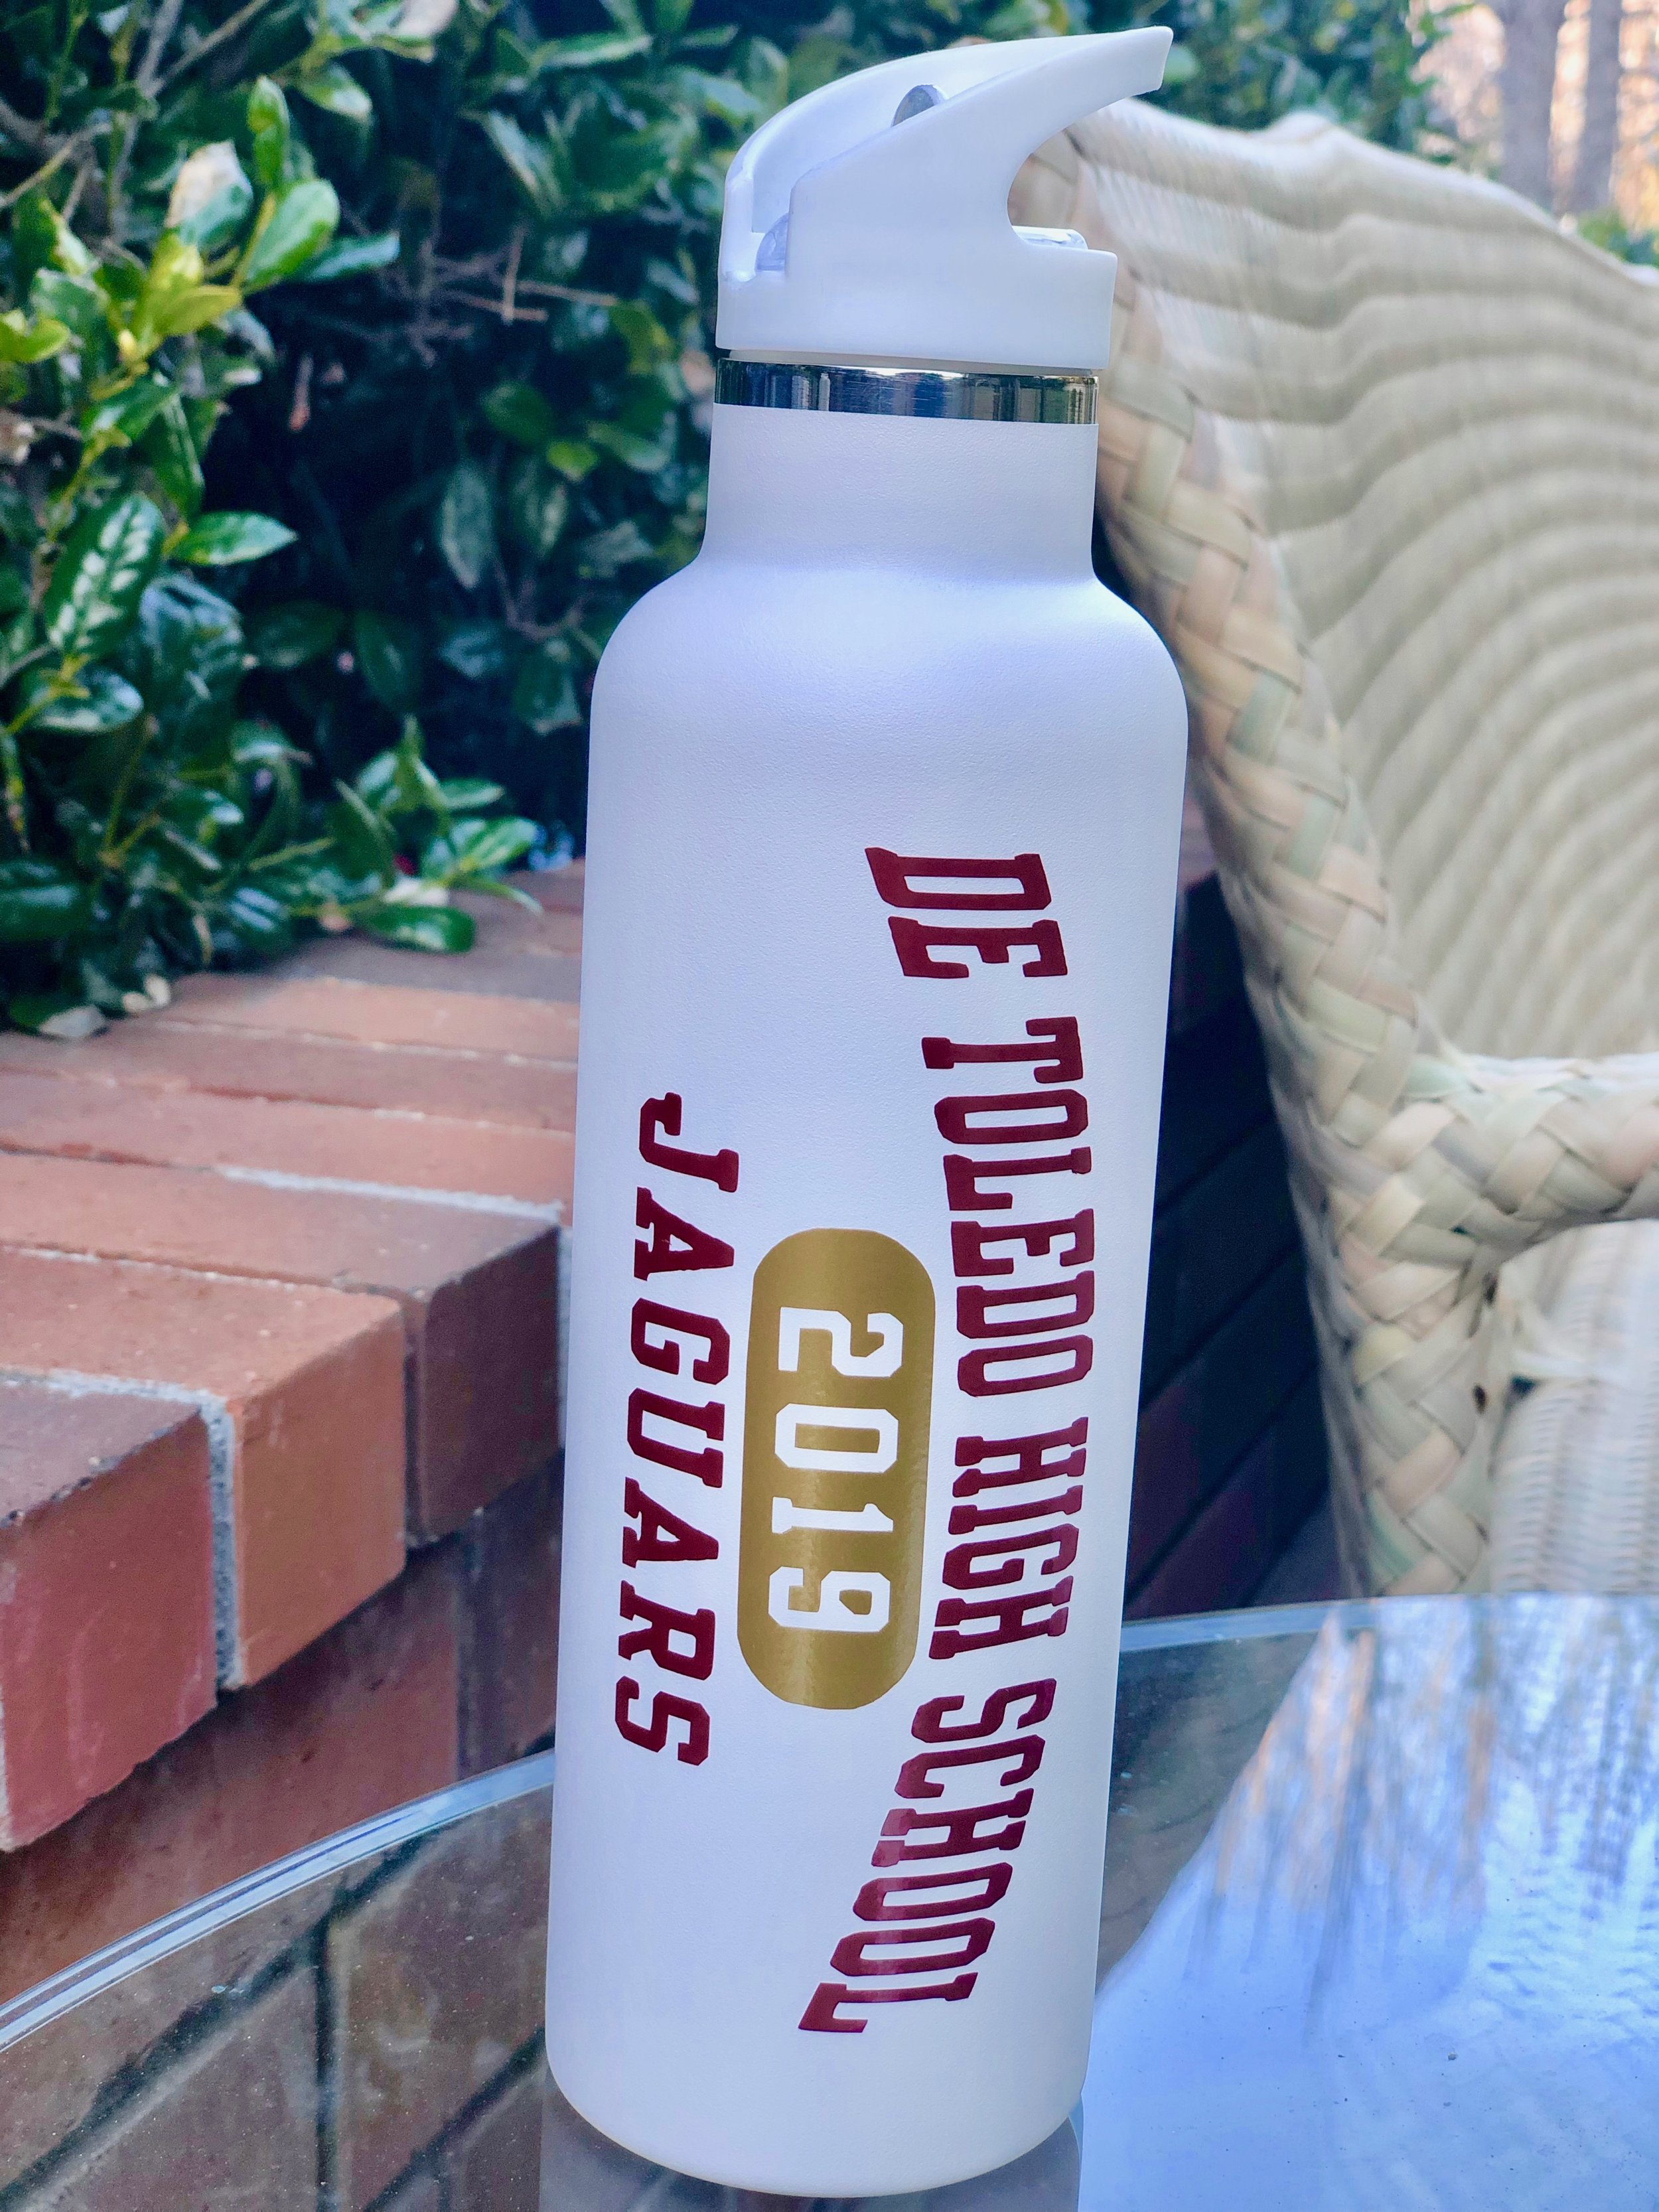 DE TOLEDO HIGH SCHOOL
2019
JAGUARS